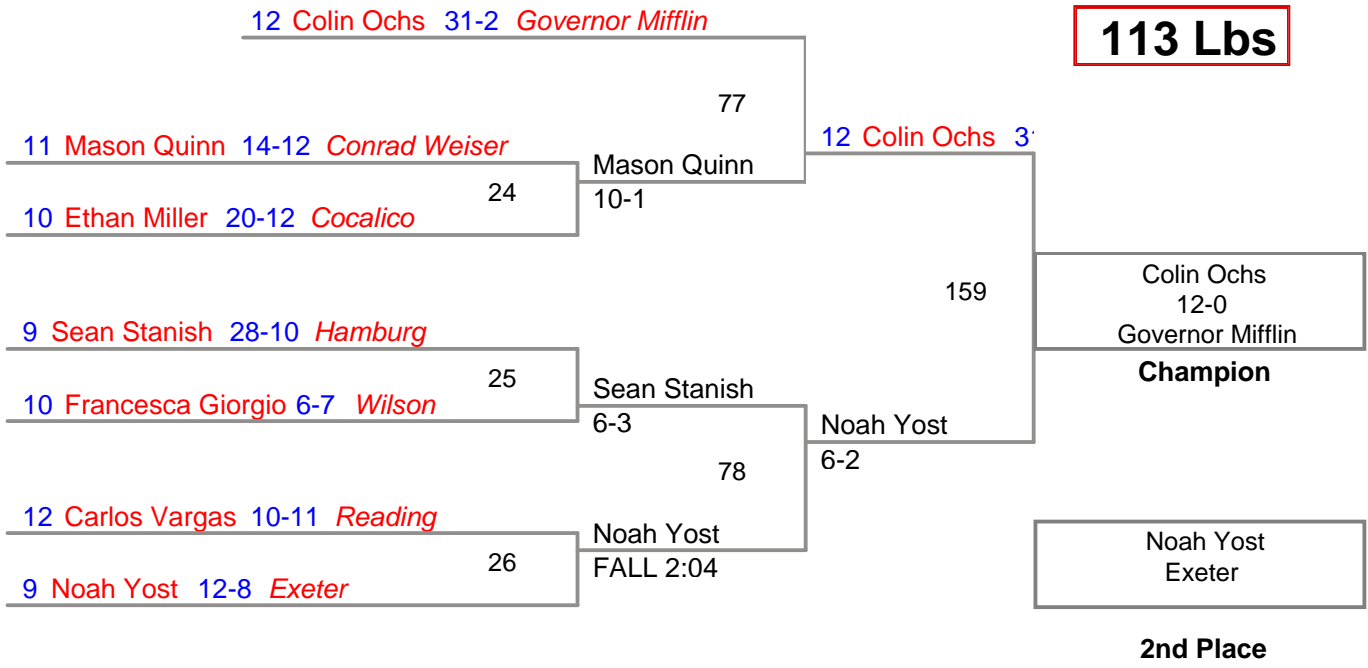 12 Colin Ochs 31-2 Governor Mifflin
113 Lbs
77
11 Mason Quinn 14-12 Conrad Weiser
12 Colin Ochs 31
Mason Quinn
24
10-1
10 Ethan Miller 20-12 Cocalico
Colin Ochs
159
12-0
Governor Mifflin
9 Sean Stanish 28-10 Hamburg
Champion
25
Sean Stanish
10 Francesca Giorgio 6-7 Wilson
6-3
Noah Yost
6-2
78
12 Carlos Vargas 10-11 Reading
Noah Yost
26
FALL 2:04
Noah Yost
Exeter
9 Noah Yost 12-8 Exeter
2nd Place